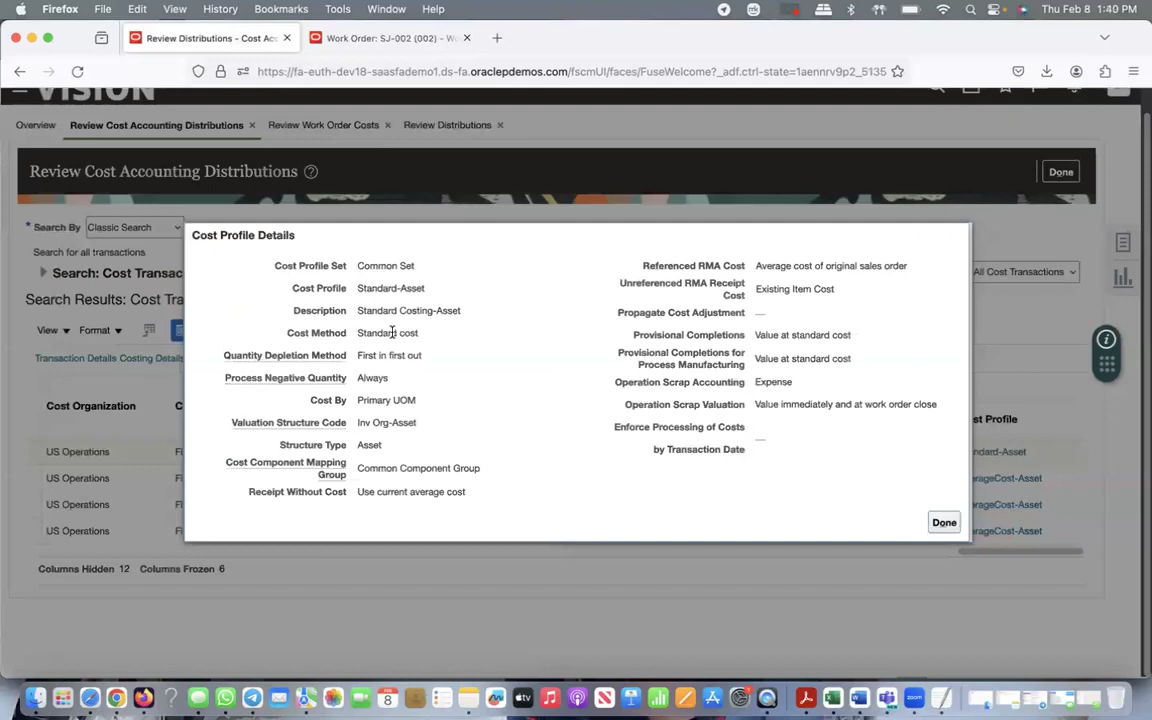 Firefox File Edit View History Bookmarks Tools Window Help Thu Feb 8 1:40 PM
Review Distributions - Cost Acc
Work Order: SJ-002 (002) - Wo
https://fa-euth-dev18-saasfademo1.ds-fa.oraclepdemos.com/fscmUI/faces/FuseWelcome?_adf.ctrl-state=1aennrv9p2_5135
VISION
Overview Review Cost Accounting Distributions Review Work Order Costs Review Distributions
Review Cost Accounting Distributions
Done
* Search By Classic Search
Search for all transactions
Search: Cost Transac
All Cost Transactions
Search Results: Cost Tra
View Format
Transaction Details Costing Details
Cost Organization
C
st Profile
US Operations
Fi
ndard-Asset
US Operations
Fi
erageCost-Asset
US Operations
Fi
erageCost-Asset
US Operations
Fi
erageCost-Asset
Columns Hidden 12 Columns Frozen 6
Cost Profile Details
Cost Profile Set Common Set
Cost Profile Standard-Asset
Description Standard Costing-Asset
Cost Method Standard cost
Quantity Depletion Method First in first out
Process Negative Quantity Always
Cost By Primary UOM
Valuation Structure Code Inv Org-Asset
Structure Type Asset
Cost Component Mapping
Group
Common Component Group
Receipt Without Cost Use current average cost
Referenced RMA Cost Average cost of original sales order
Unreferenced RMA Receipt
Cost
Existing Item Cost
Propagate Cost Adjustment —
Provisional Completions Value at standard cost
Provisional Completions for
Process Manufacturing
Value at standard cost
Operation Scrap Accounting Expense
Operation Scrap Valuation Value immediately and at work order close
Enforce Processing of Costs
by Transaction Date
—
Done